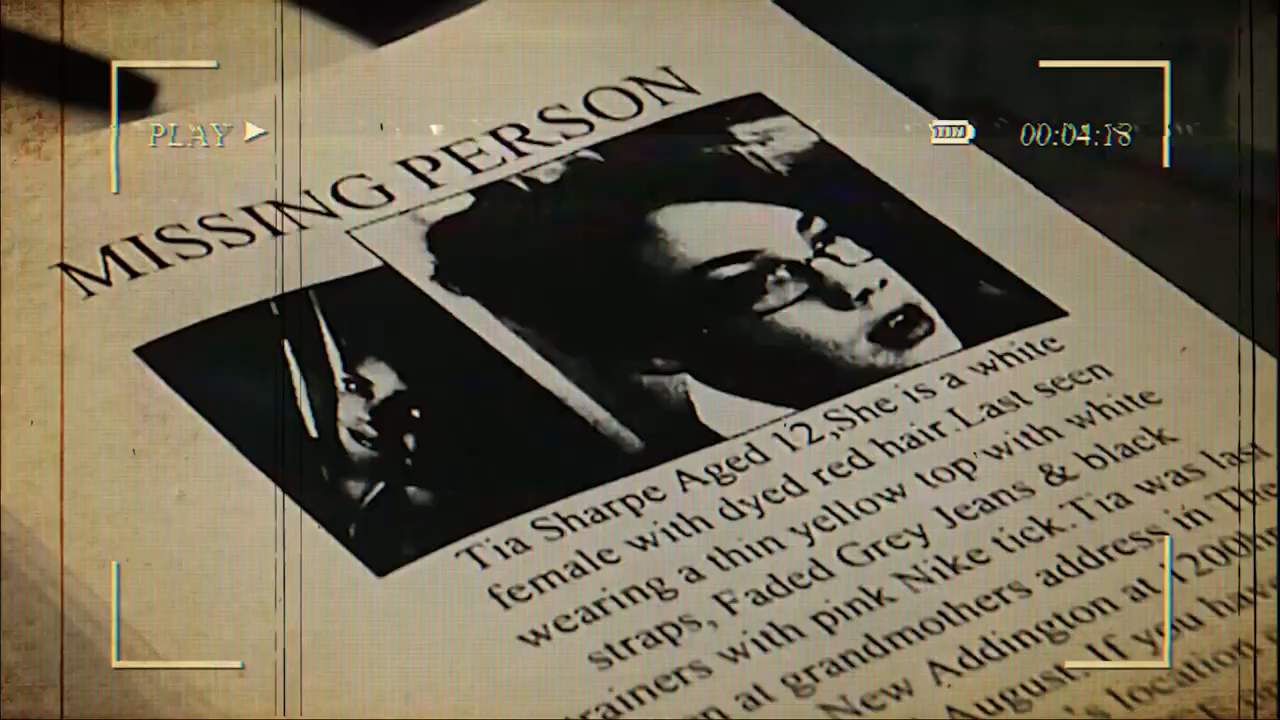 PLAY
00:04:18
MISSING PERSON
Tia Sharpe Aged 12,She is a white
female with dyed red hair.Last seen
wearing a thin yellow top with white
straps, Faded Grey Jeans & black
trainers with pink Nike tick.Tia was last
at grandmothers address in The
New Addington at 1200hr
August. If you have
's location